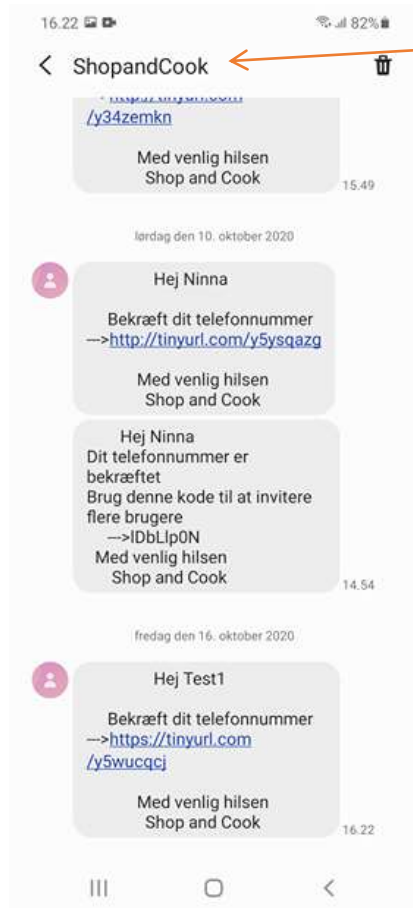 16.22 82%
ShopandCook
/y34zemkn
Med venlig hilsen
Shop and Cook
15.49
lørdag den 10. oktober 2020
Hej Ninna
Bekræft dit telefonnummer
--->http://tinyurl.com/y5ysqazg
Med venlig hilsen
Shop and Cook
Hej Ninna
Dit telefonnummer er
bekræftet
Brug denne kode til at invitere
flere brugere
--->lDbLlp0N
Med venlig hilsen
Shop and Cook
14.54
fredag den 16. oktober 2020
Hej Test1
Bekræft dit telefonnummer
--->https://tinyurl.com
/y5wucqcj
Med venlig hilsen
Shop and Cook
16.22